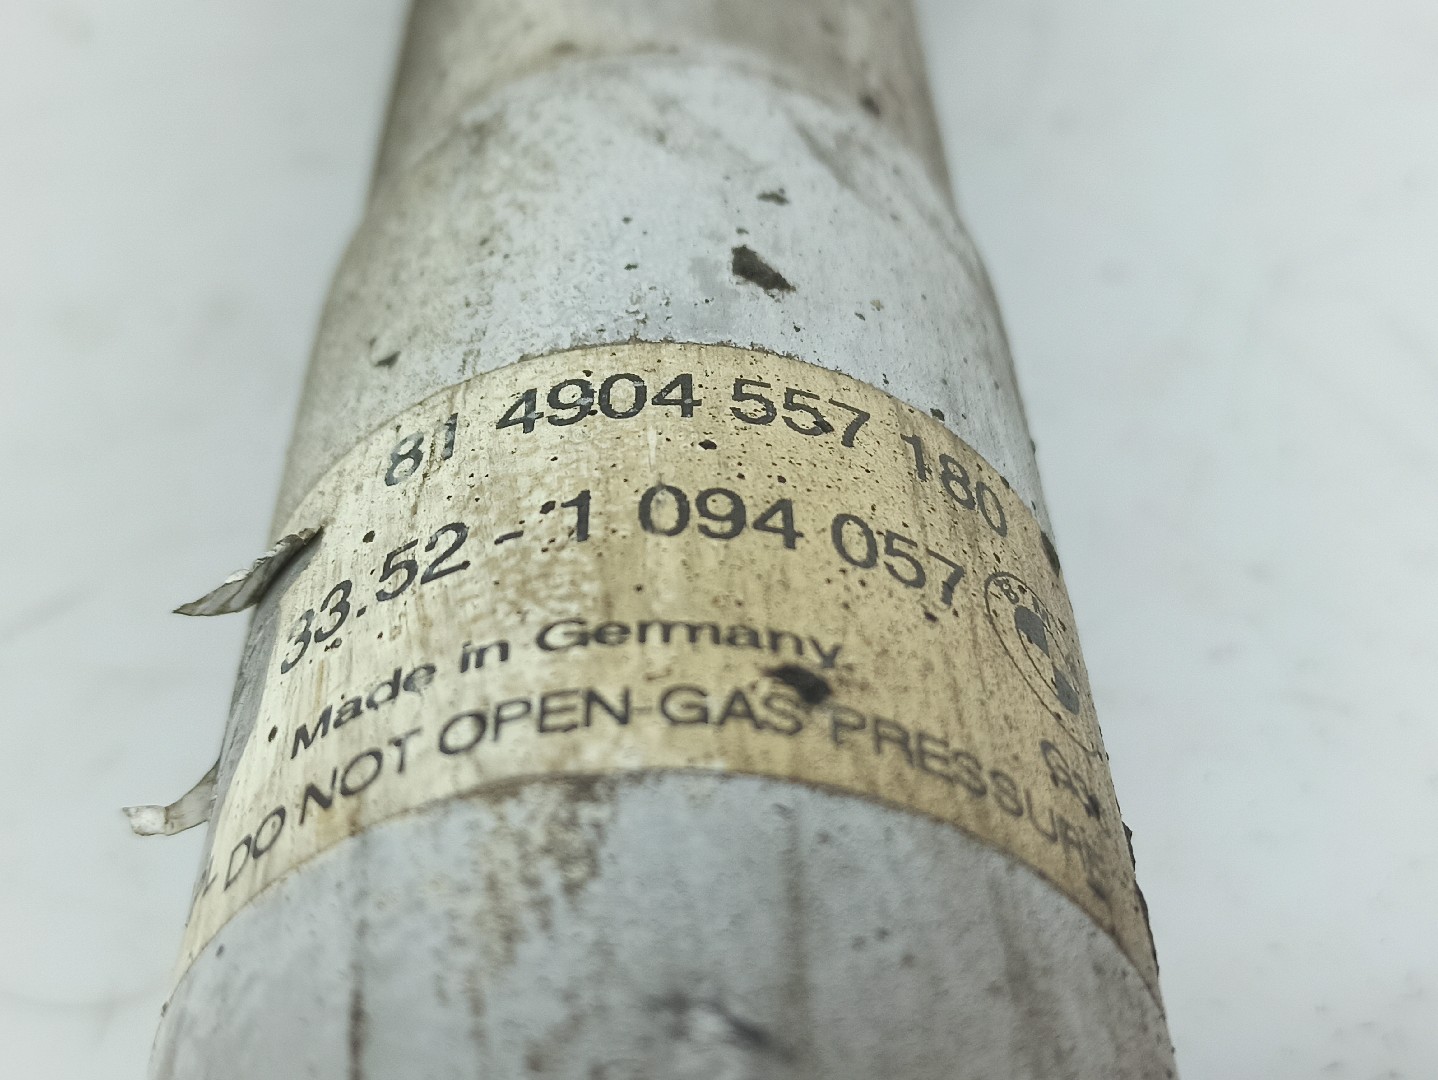 81 4904 557 180
33.52-1 094 057
Made in Germany
DO NOT OPEN-GAS PRESSURE